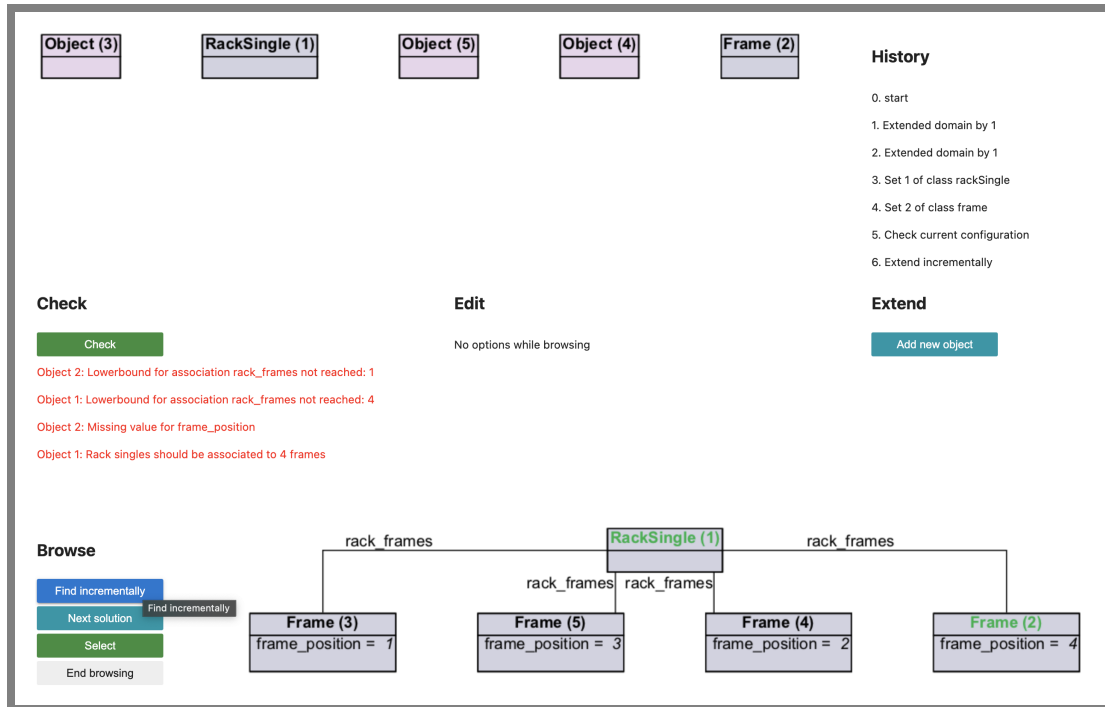 Object (3)
RackSingle (1)
Object (5)
Object (4)
Frame (2)
History
0. start
1. Extended domain by 1
2. Extended domain by 1
3. Set 1 of class rackSingle
4. Set 2 of class frame
5. Check current configuration
6. Extend incrementally
Check
Check
Object 2: Lowerbound for association rack_frames not reached: 1
Object 1: Lowerbound for association rack_frames not reached: 4
Object 2: Missing value for frame_position
Object 1: Rack singles should be associated to 4 frames
Edit
No options while browsing
Extend
Add new object
Browse
Find incrementally
Find incrementally
Next solution
Select
End browsing
rack_frames
RackSingle (1)
rack_frames
rack_frames
rack_frames
Frame (3)
frame_position = 1
Frame (5)
frame_position = 3
Frame (4)
frame_position = 2
Frame (2)
frame_position = 4